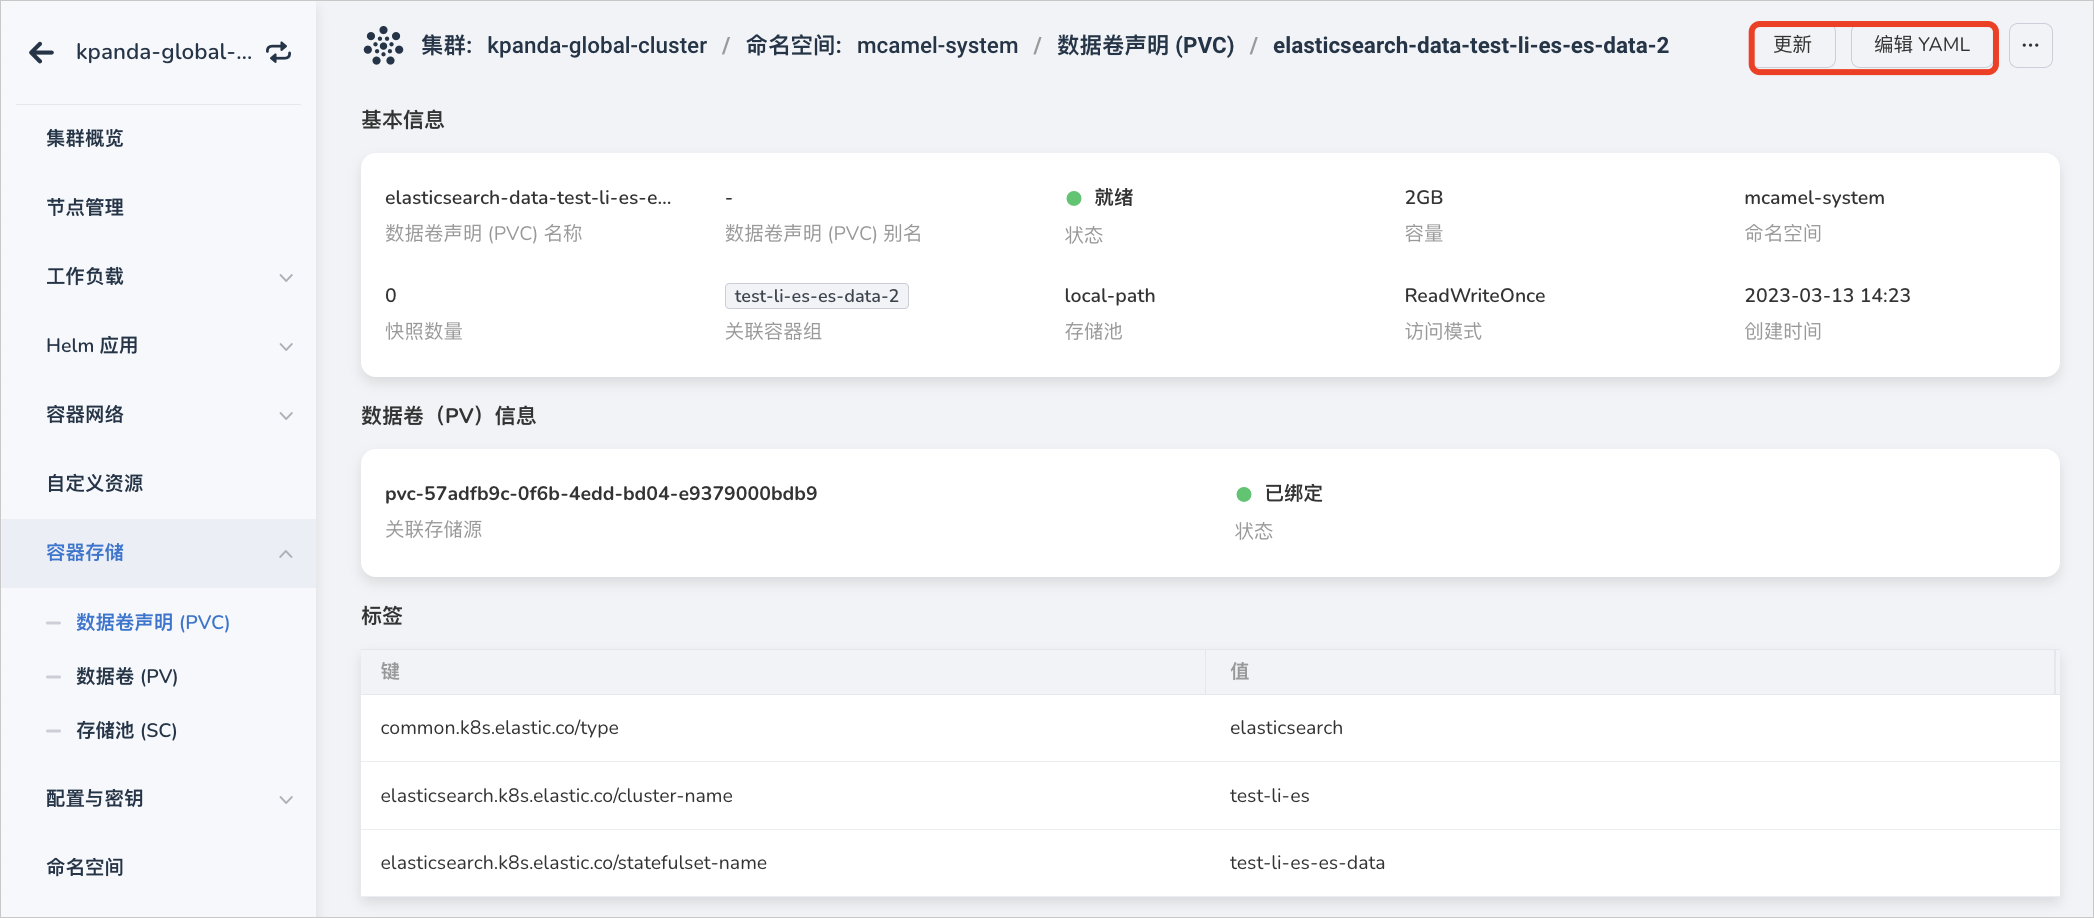 kpanda-global-...
集群: kpanda-global-cluster / 命名空间: mcamel-system / 数据卷声明 (PVC) / elasticsearch-data-test-li-es-es-data-2
更新
编辑 YAML
...
集群概览
节点管理
工作负载
Helm 应用
容器网络
自定义资源
容器存储
数据卷声明 (PVC)
数据卷 (PV)
存储池 (SC)
配置与密钥
命名空间
基本信息
elasticsearch-data-test-li-es-e...
数据卷声明 (PVC) 名称
-
数据卷声明 (PVC) 别名
就绪
状态
2GB
容量
mcamel-system
命名空间
0
快照数量
test-li-es-es-data-2
关联容器组
local-path
存储池
ReadWriteOnce
访问模式
2023-03-13 14:23
创建时间
数据卷（PV）信息
pvc-57adfb9c-0f6b-4edd-bd04-e9379000bdb9
关联存储源
已绑定
状态
标签
键 值
common.k8s.elastic.co/type elasticsearch
elasticsearch.k8s.elastic.co/cluster-name test-li-es
elasticsearch.k8s.elastic.co/statefulset-name test-li-es-es-data